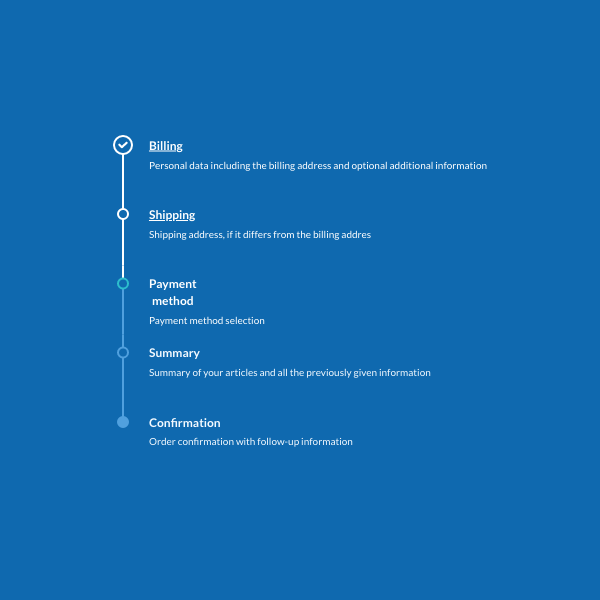 Billing
Personal data including the billing address and optional additional information
Shipping
Shipping address, if it differs from the billing addres
Payment
method
Payment method selection
Summary
Summary of your articles and all the previously given information
Confirmation
Order confirmation with follow-up information